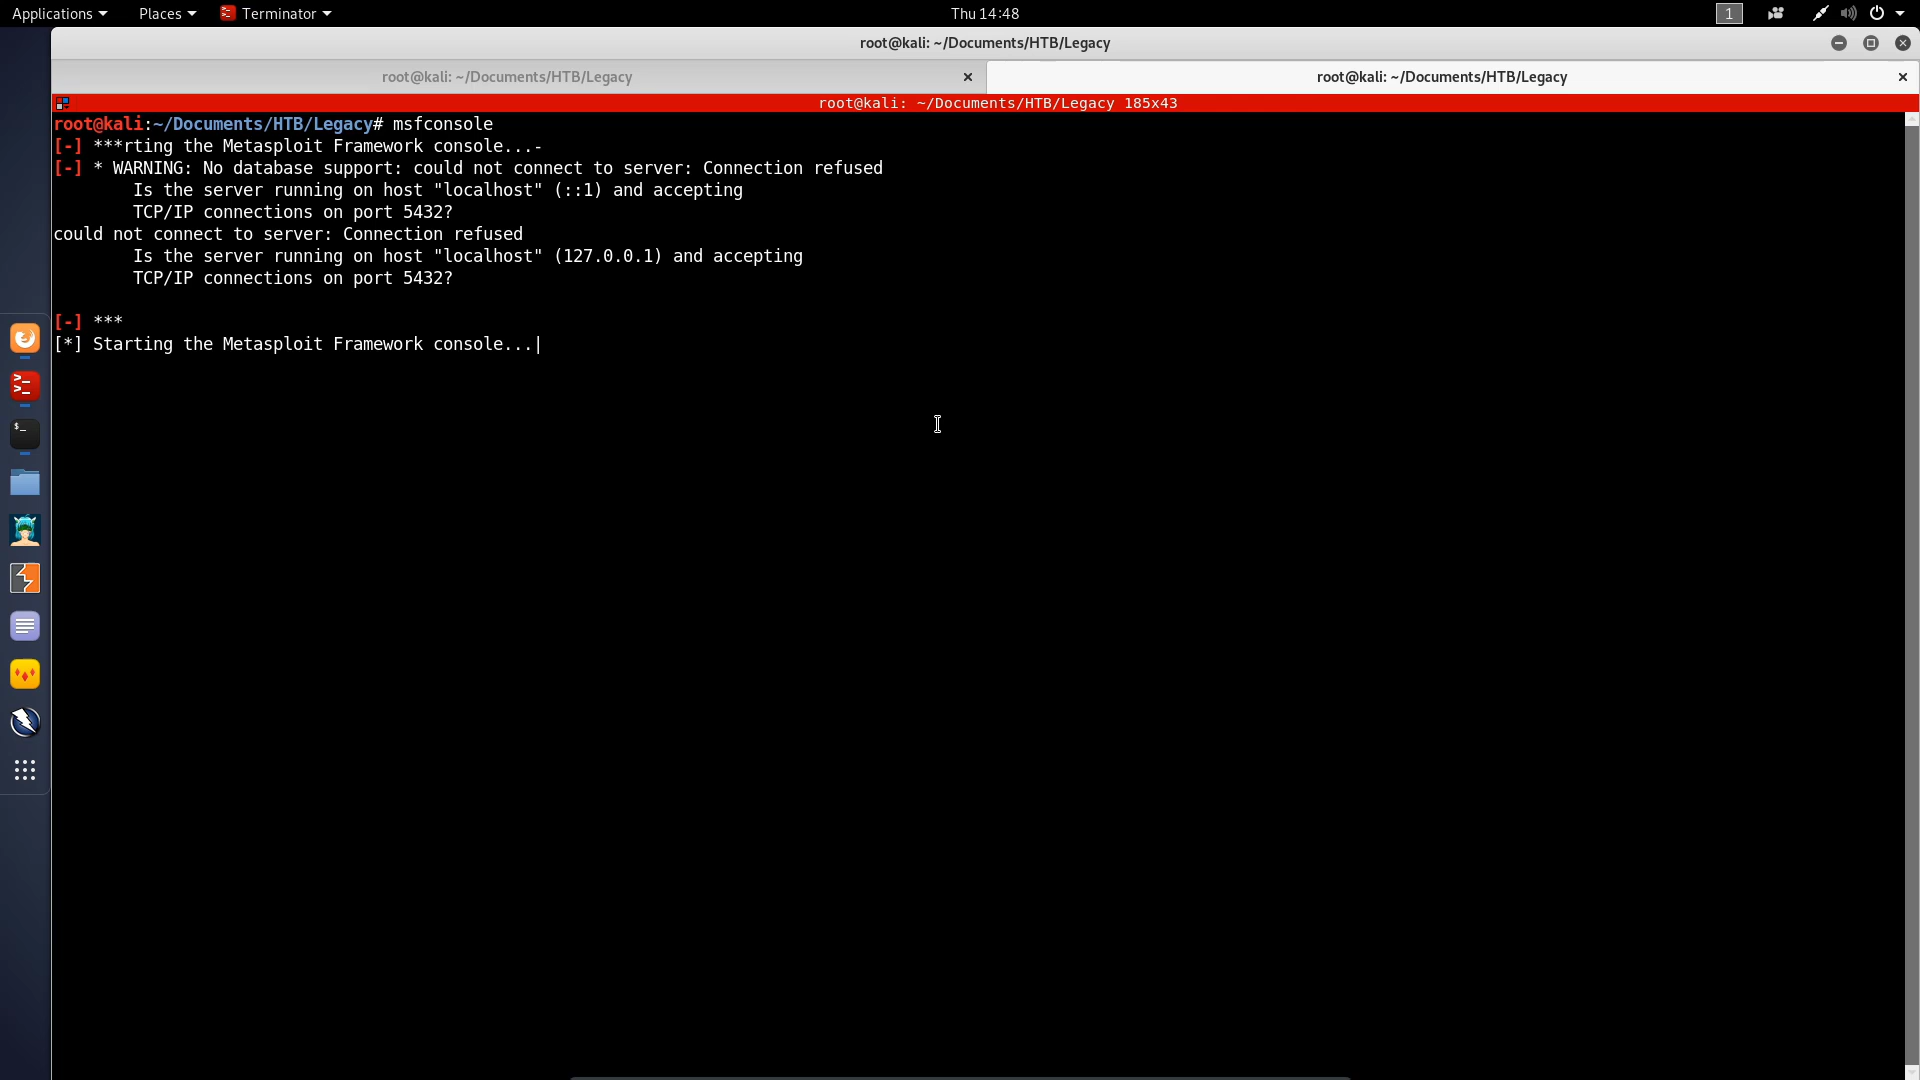 Applications Places Terminator Thu 14:48 1
root@kali: ~/Documents/HTB/Legacy
root@kali: ~/Documents/HTB/Legacy × root@kali: ~/Documents/HTB/Legacy ×
root@kali: ~/Documents/HTB/Legacy 185x43
root@kali:~/Documents/HTB/Legacy# msfconsole
[-] ***rting the Metasploit Framework console...-
[-] * WARNING: No database support: could not connect to server: Connection refused
Is the server running on host "localhost" (::1) and accepting
TCP/IP connections on port 5432?
could not connect to server: Connection refused
Is the server running on host "localhost" (127.0.0.1) and accepting
TCP/IP connections on port 5432?
[-] ***
[*] Starting the Metasploit Framework console...|